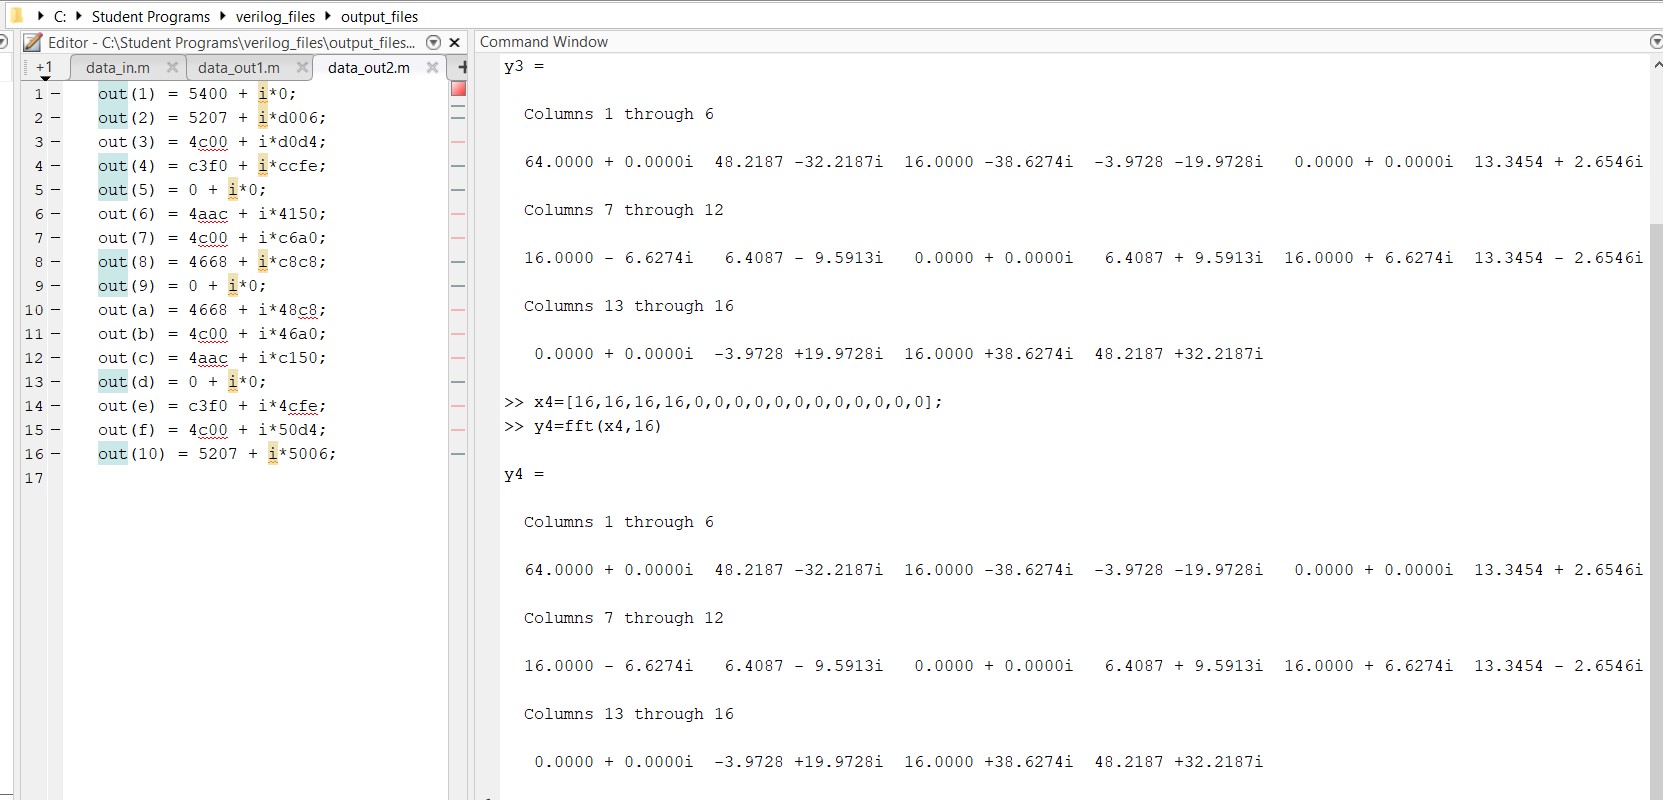 C: Student Programs verilog_files output_files
Editor - C:\Student Programs\verilog_files\output_files...
+1 data_in.m data_out1.m data_out2.m +
1 - out(1) = 5400 + i*0;
2 - out(2) = 5207 + i*d006;
3 - out(3) = 4c00 + i*d0d4;
4 - out(4) = c3f0 + i*ccfe;
5 - out(5) = 0 + i*0;
6 - out(6) = 4aac + i*4150;
7 - out(7) = 4c00 + i*c6a0;
8 - out(8) = 4668 + i*c8c8;
9 - out(9) = 0 + i*0;
10 - out(a) = 4668 + i*48c8;
11 - out(b) = 4c00 + i*46a0;
12 - out(c) = 4aac + i*c150;
13 - out(d) = 0 + i*0;
14 - out(e) = c3f0 + i*4cfe;
15 - out(f) = 4c00 + i*50d4;
16 - out(10) = 5207 + i*5006;
17
Command Window
y3 =
Columns 1 through 6
64.0000 + 0.0000i 48.2187 -32.2187i 16.0000 -38.6274i -3.9728 -19.9728i 0.0000 + 0.0000i 13.3454 + 2.6546i
Columns 7 through 12
16.0000 - 6.6274i 6.4087 - 9.5913i 0.0000 + 0.0000i 6.4087 + 9.5913i 16.0000 + 6.6274i 13.3454 - 2.6546i
Columns 13 through 16
0.0000 + 0.0000i -3.9728 +19.9728i 16.0000 +38.6274i 48.2187 +32.2187i
>> x4=[16,16,16,16,0,0,0,0,0,0,0,0,0,0,0,0];
>> y4=fft(x4,16)
y4 =
Columns 1 through 6
64.0000 + 0.0000i 48.2187 -32.2187i 16.0000 -38.6274i -3.9728 -19.9728i 0.0000 + 0.0000i 13.3454 + 2.6546i
Columns 7 through 12
16.0000 - 6.6274i 6.4087 - 9.5913i 0.0000 + 0.0000i 6.4087 + 9.5913i 16.0000 + 6.6274i 13.3454 - 2.6546i
Columns 13 through 16
0.0000 + 0.0000i -3.9728 +19.9728i 16.0000 +38.6274i 48.2187 +32.2187i